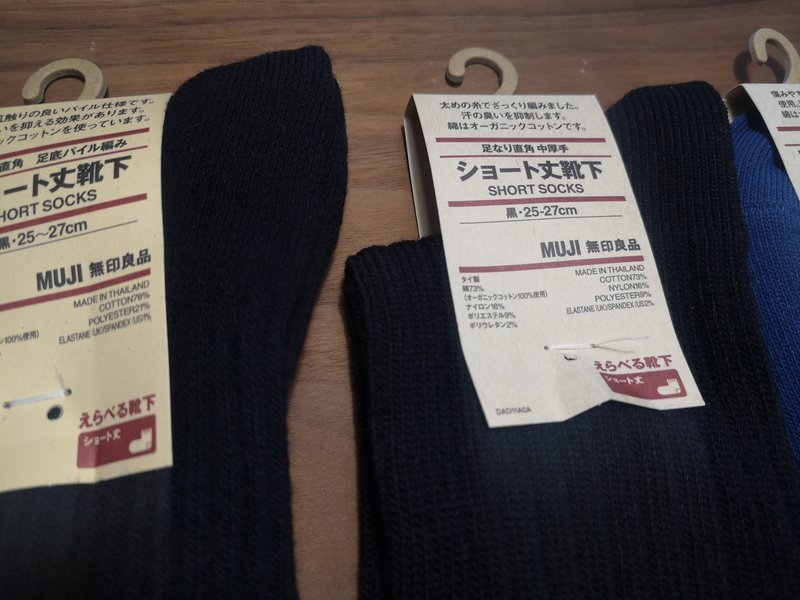 触りの良いパイル仕様です。
いを抑える効果があります。
ックコットンを使っています。
直角 足底パイル編み
ート丈靴下
HORT SOCKS
黒・25～27cm
MUJI 無印良品
MADE IN THAILAND
COTTON78%
POLYESTER21%
ELASTANE (UK)/SPANDEX (US)1%
100%使用)
えらべる靴下
ショート丈
太めの糸でざっくり編みました。
汗の臭いを抑制します。
綿はオーガニックコットンです。
足なり直角 中厚手
ショート丈靴下
SHORT SOCKS
黒・25-27cm
MUJI 無印良品
タイ製
綿73%
(オーガニックコットン100%使用)
ナイロン16%
ポリエステル9%
ポリウレタン2%
MADE IN THAILAND
COTTON73%
NYLON16%
POLYESTER9%
ELASTANE (UK)/SPANDEX (US)2%
えらべる靴下
ショート丈
DAD11A0A
傷みや
使用。
綿は